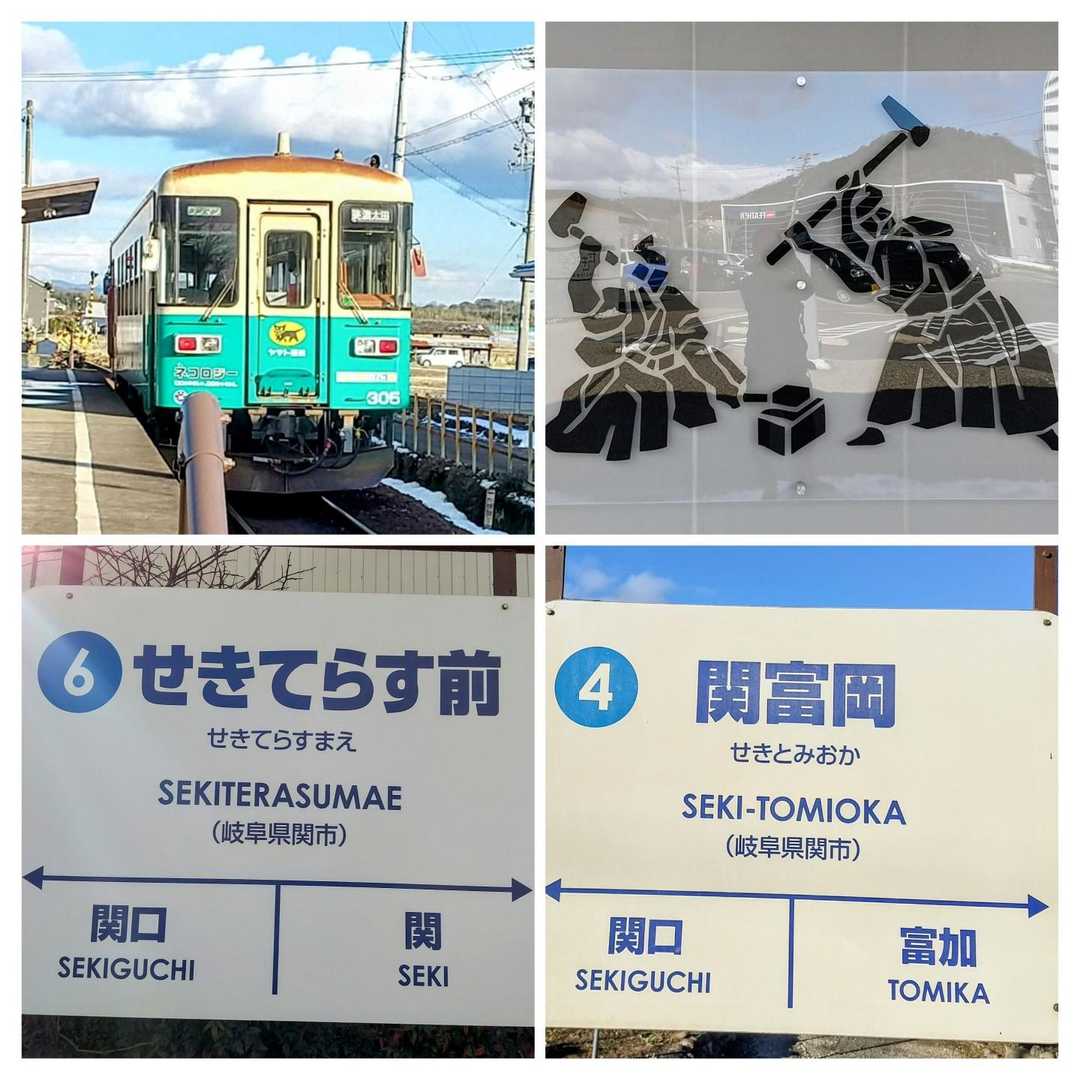 美濃太田
ヤマト運輸
ネコロジー
305
FEATHER
6
せきてらす前
せきてらすまえ
SEKITERASUMAE
(岐阜県関市)
関口
SEKIGUCHI
関
SEKI
4
関富岡
せきとみおか
SEKI-TOMIOKA
(岐阜県関市)
関口
SEKIGUCHI
富加
TOMIKA